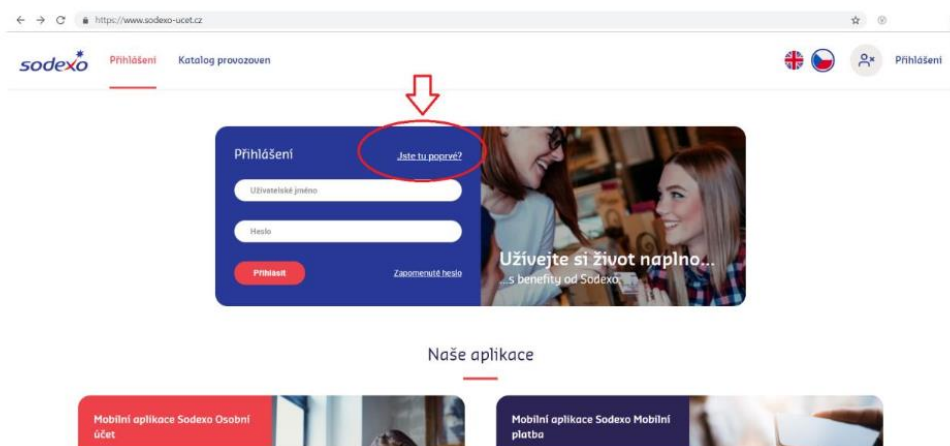 https://www.sodexo-ucet.cz
sodexo
Přihlášení
Katalog provozoven
Přihlášení
Přihlášení
Jste tu poprvé?
Uživatelské jméno
Heslo
Přihlásit
Zapomenuté heslo
Užívejte si život naplno...
...s benefity od Sodexo
Naše aplikace
Mobilní aplikace Sodexo Osobní
účet
Mobilní aplikace Sodexo Mobilní
platba